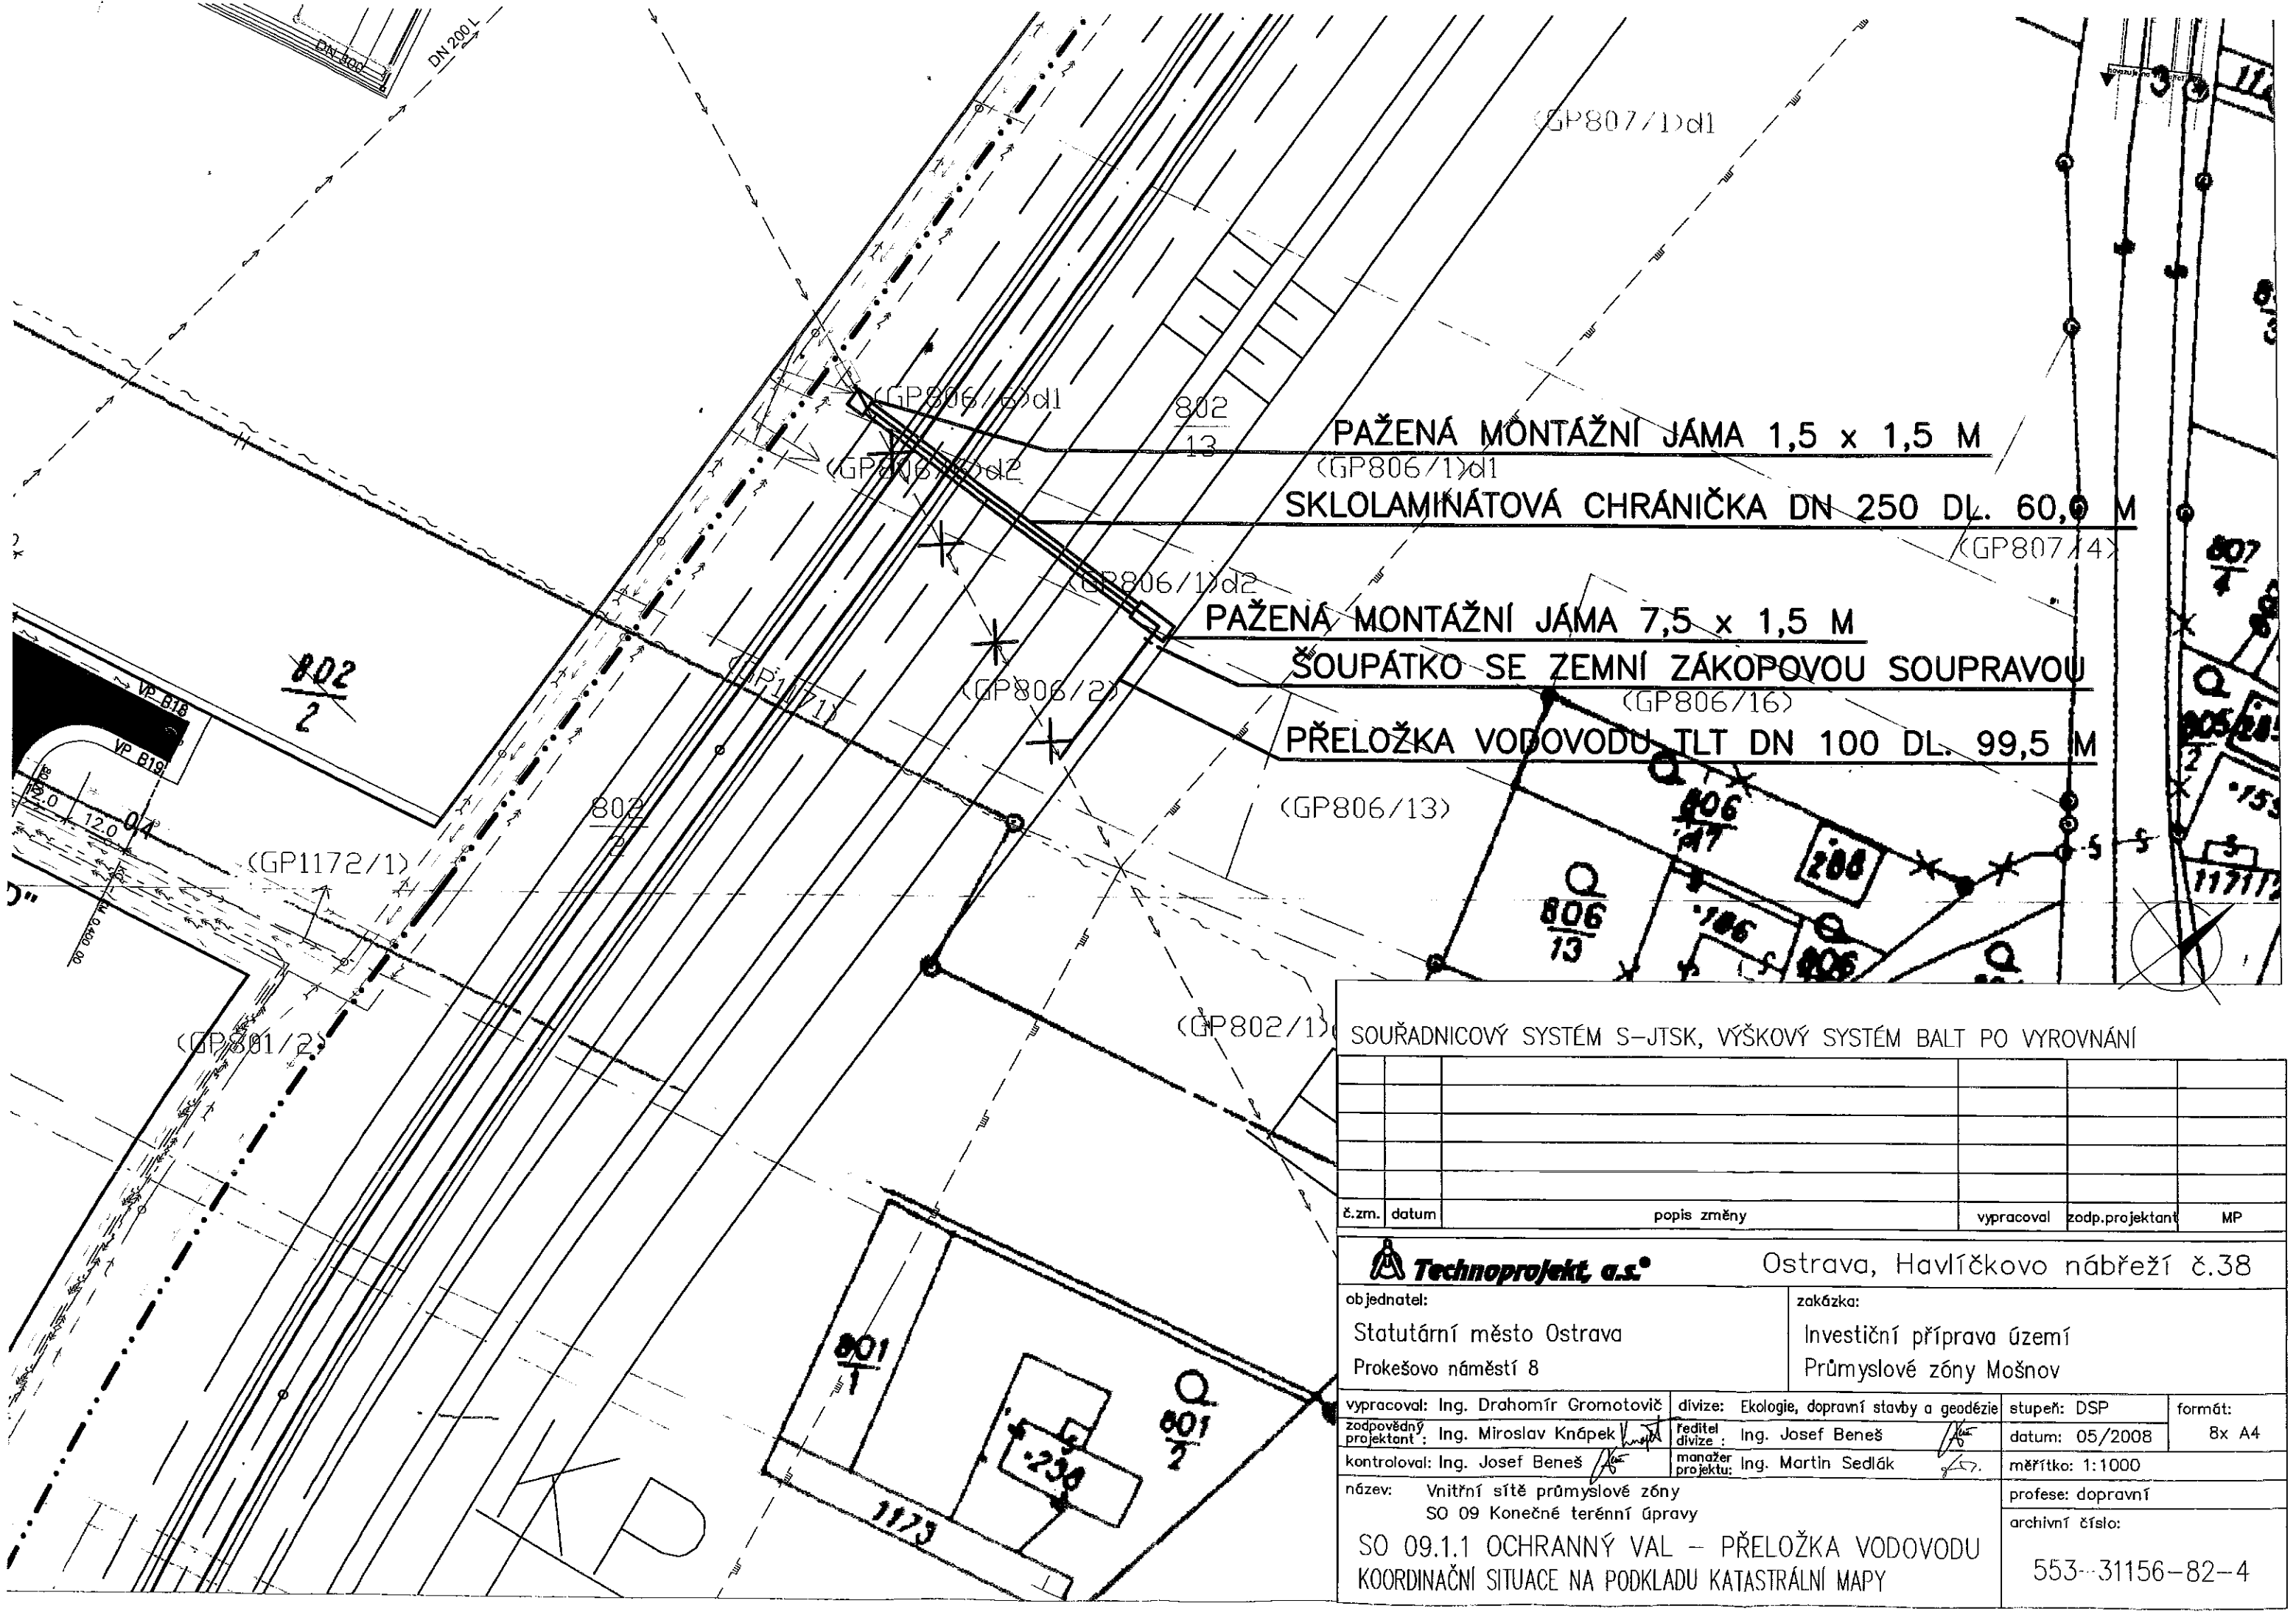 DN 300
DN 200 L
(GP807/1)d1
3
(GP806/6)d1
802
13
PAŽENÁ MONTÁŽNÍ JÁMA 1,5 x 1,5 M
(GP806/1)d1
SKLOLAMINÁTOVÁ CHRÁNIČKA DN 250 DL. 60,0 M
(GP807/4)
807
4
(GP806/1)d2
PAŽENÁ MONTÁŽNÍ JÁMA 7,5 x 1,5 M
ŠOUPÁTKO SE ZEMNÍ ZÁKOPOVOU SOUPRAVOU
802
2
(GP1171)
(GP806/2)
(GP806/16)
VP B18
VP B19
PŘELOŽKA VODOVODU TLT DN 100 DL. 99,5 M
(GP806/13)
806
17
288
802
2
12.0
12.0
04
(GP1172/1)
806
13
186
806
(GP801/2)
(GP802/1)
SOUŘADNICOVÝ SYSTÉM S-JTSK, VÝŠKOVÝ SYSTÉM BALT PO VYROVNÁNÍ
č.zm. datum popis změny vypracoval zodp.projektant MP
Technoprojekt, a.s.
Ostrava, Havlíčkovo nábřeží č.38
objednatel:
Statutární město Ostrava
Prokešovo náměstí 8
zakázka:
Investiční příprava území
Průmyslové zóny Mošnov
vypracoval: Ing. Drahomír Gromotovič
divize: Ekologie, dopravní stavby a geodézie
stupeň: DSP
formát:
8x A4
zodpovědný projektant: Ing. Miroslav Knápek
ředitel divize: Ing. Josef Beneš
datum: 05/2008
kontroloval: Ing. Josef Beneš
manažer projektu: Ing. Martin Sedlák
měřítko: 1:1000
název: Vnitřní sítě průmyslové zóny
SO 09 Konečné terénní úpravy
profese: dopravní
SO 09.1.1 OCHRANNÝ VAL - PŘELOŽKA VODOVODU
KOORDINAČNÍ SITUACE NA PODKLADU KATASTRÁLNÍ MAPY
archivní číslo:
553-31156-82-4
801
1
801
2
238
1173
KP